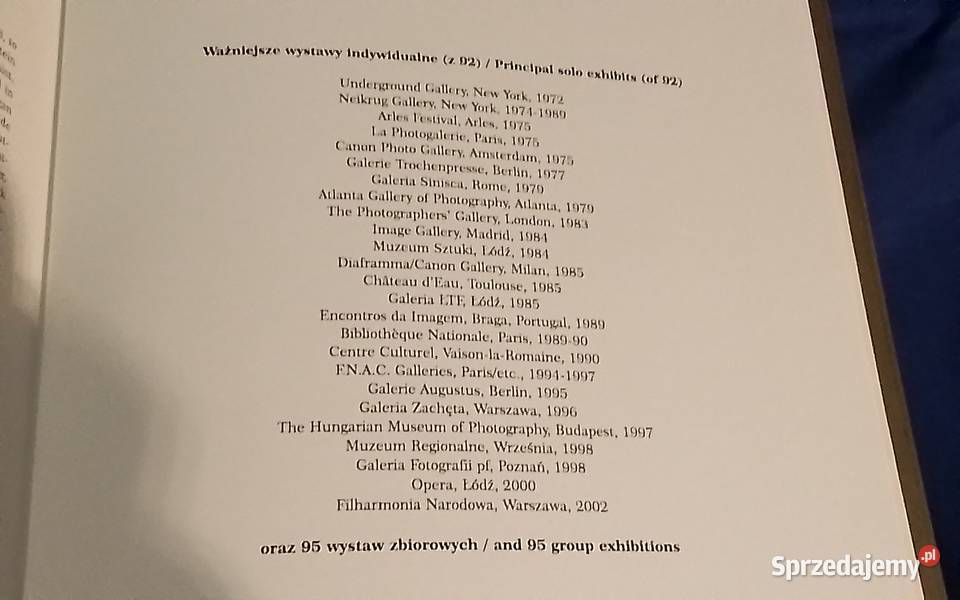 Ważniejsze wystawy indywidualne (z 92) / Principal solo exhibits (of 92)
Underground Gallery, New York, 1972
Neikrug Gallery, New York, 1974-1989
Arles Festival, Arles, 1975
La Photogalerie, Paris, 1975
Canon Photo Gallery, Amsterdam, 1975
Galerie Trochenpresse, Berlin, 1977
Galeria Sinisca, Rome, 1979
Atlanta Gallery of Photography, Atlanta, 1979
The Photographers' Gallery, London, 1983
Image Gallery, Madrid, 1984
Muzeum Sztuki, Łódź, 1984
Diaframma/Canon Gallery, Milan, 1985
Château d'Eau, Toulouse, 1985
Galeria ŁTF, Łódź, 1985
Encontros da Imagem, Braga, Portugal, 1989
Bibliothèque Nationale, Paris, 1989-90
Centre Culturel, Vaison-la-Romaine, 1990
F.N.A.C. Galleries, Paris/etc., 1994-1997
Galerie Augustus, Berlin, 1995
Galeria Zachęta, Warszawa, 1996
The Hungarian Museum of Photography, Budapest, 1997
Muzeum Regionalne, Września, 1998
Galeria Fotografii pf, Poznań, 1998
Opera, Łódź, 2000
Filharmonia Narodowa, Warszawa, 2002
oraz 95 wystaw zbiorowych / and 95 group exhibitions
Sprzedajemy.pl